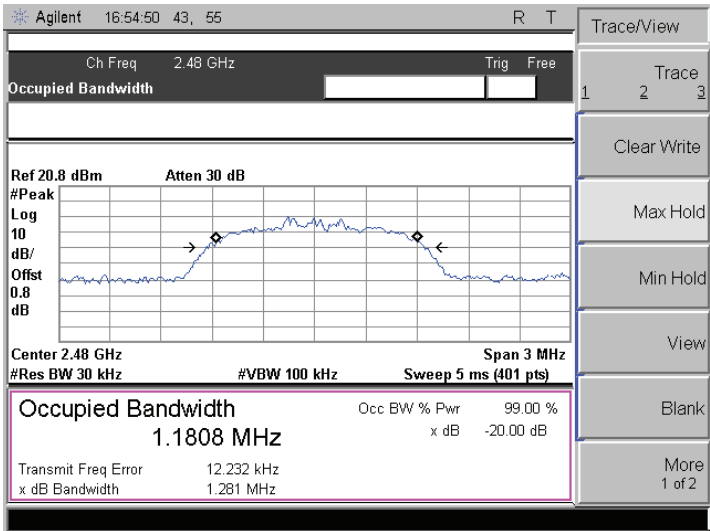 Agilent 16:54:50 43, 55 R T
Trace/View
Ch Freq 2.48 GHz Trig Free
Occupied Bandwidth
Trace
1 2 3
Clear Write
Ref 20.8 dBm Atten 30 dB
#Peak
Log
10
dB/
Offst
0.8
dB
Max Hold
Min Hold
Center 2.48 GHz Span 3 MHz
#Res BW 30 kHz #VBW 100 kHz Sweep 5 ms (401 pts)
View
Occupied Bandwidth Occ BW % Pwr 99.00 %
1.1808 MHz x dB -20.00 dB
Blank
Transmit Freq Error 12.232 kHz
x dB Bandwidth 1.281 MHz
More
1 of 2